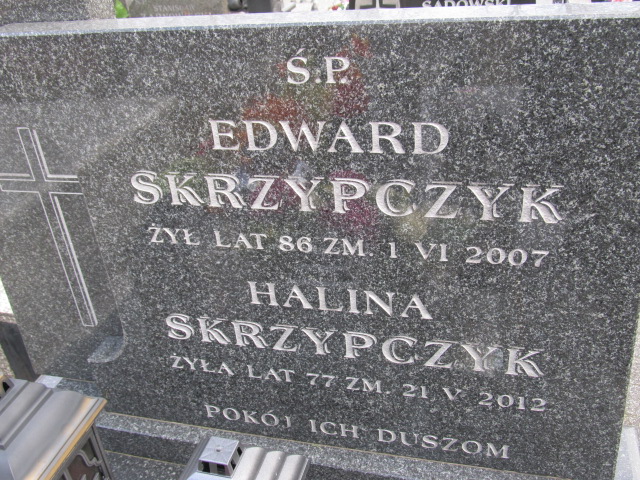 SADOWSKI
Ś.P.
EDWARD
SKRZYPCZYK
ŻYŁ LAT 86 ZM. 1 VI 2007
HALINA
SKRZYPCZYK
ŻYŁA LAT 77 ZM. 21 V 2012
POKÓJ ICH DUSZOM